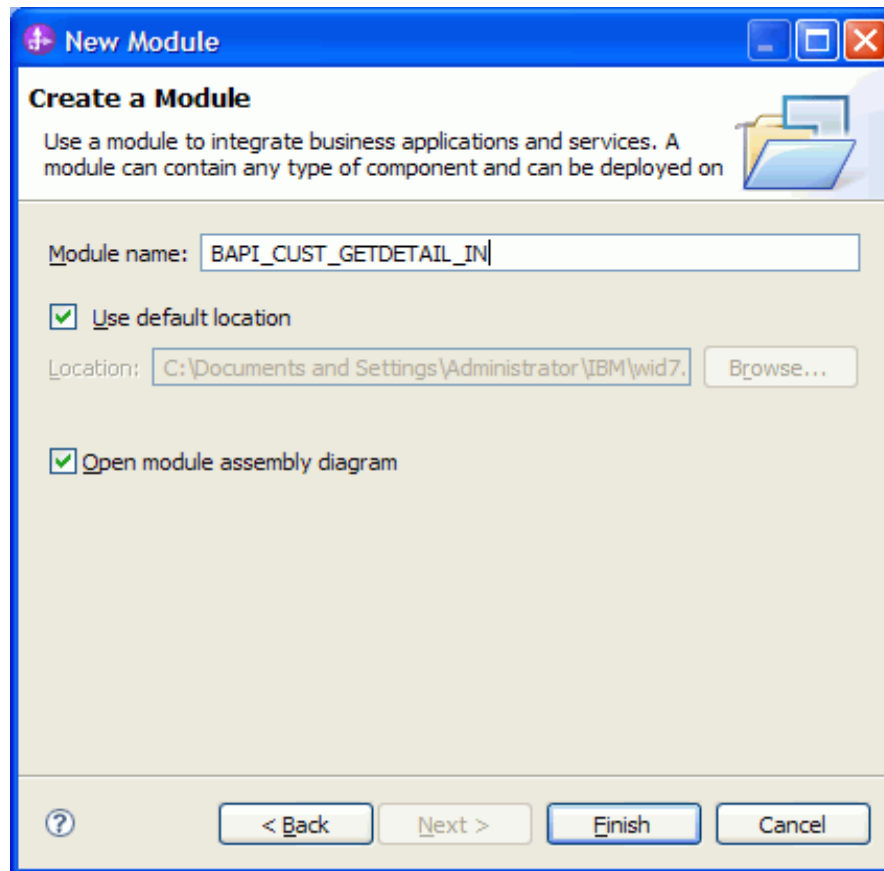 New Module
Create a Module
Use a module to integrate business applications and services. A
module can contain any type of component and can be deployed on
Module name: BAPI_CUST_GETDETAIL_IN
Use default location
Location: C:\Documents and Settings\Administrator\IBM\wid7. Browse...
Open module assembly diagram
? < Back Next > Finish Cancel